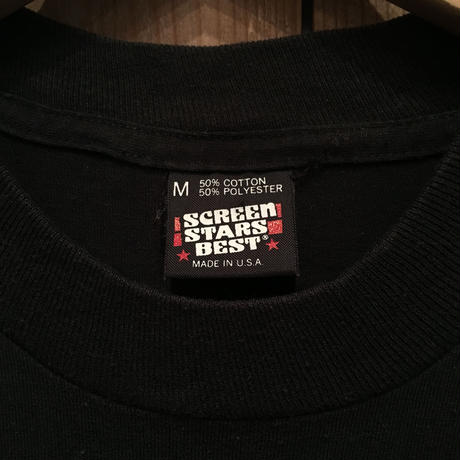 M 50% COTTON
50% POLYESTER
SCREEN
STARS
BEST®
MADE IN U.S.A.